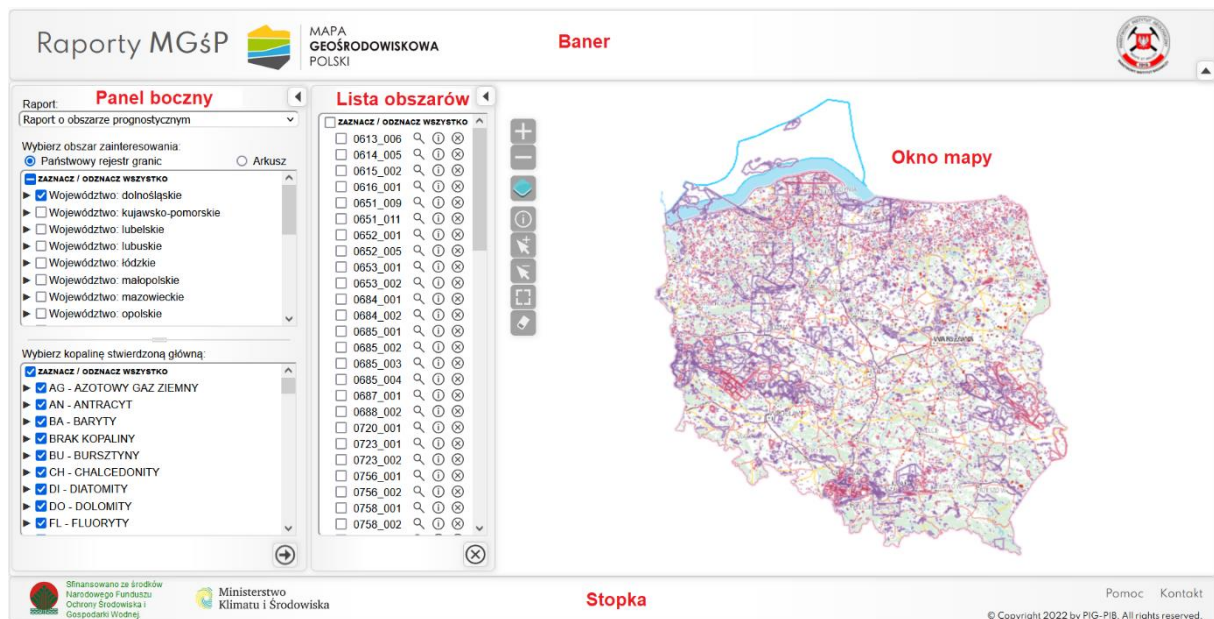 Raporty MGśP
MAPA
GEOŚRODOWISKOWA
POLSKI
Baner
Panel boczny
Raport:
Raport o obszarze prognostycznym
Wybierz obszar zainteresowania:
Państwowy rejestr granic
Arkusz
ZAZNACZ / ODZNACZ WSZYSTKO
Województwo: dolnośląskie
Województwo: kujawsko-pomorskie
Województwo: lubelskie
Województwo: lubuskie
Województwo: łódzkie
Województwo: małopolskie
Województwo: mazowieckie
Województwo: opolskie
Wybierz kopalinę stwierdzoną główną:
ZAZNACZ / ODZNACZ WSZYSTKO
AG - AZOTOWY GAZ ZIEMNY
AN - ANTRACYT
BA - BARYTY
BRAK KOPALINY
BU - BURSZTYNY
CH - CHALCEDONITY
DI - DIATOMITY
DO - DOLOMITY
FL - FLUORYTY
Lista obszarów
ZAZNACZ / ODZNACZ WSZYSTKO
0613_006
0614_005
0615_002
0616_001
0651_009
0651_011
0652_001
0652_005
0653_001
0653_002
0684_001
0684_002
0685_001
0685_002
0685_003
0685_004
0687_001
0688_002
0720_001
0723_001
0723_002
0756_001
0756_002
0758_001
0758_002
Okno mapy
WARSZAWA
Sfinansowano ze środków
Narodowego Funduszu
Ochrony Środowiska i
Gospodarki Wodnej
Ministerstwo
Klimatu i Środowiska
Stopka
Pomoc Kontakt
© Copyright 2022 by PIG-PIB. All rights reserved.